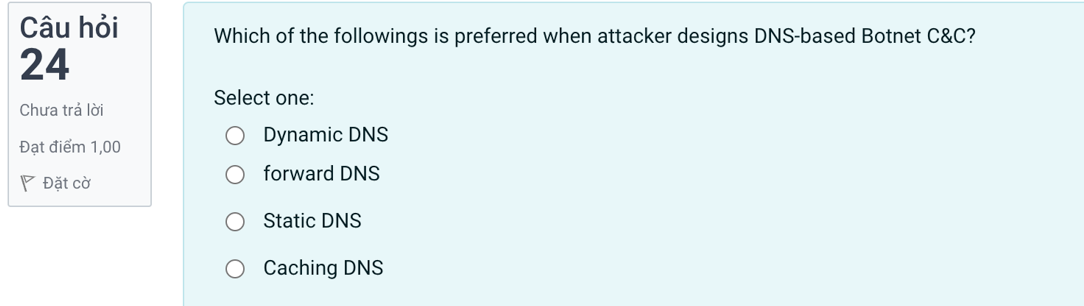 Câu hỏi
24
Chưa trả lời
Đạt điểm 1,00
Đặt cờ
Which of the followings is preferred when attacker designs DNS-based Botnet C&C?
Select one:
Dynamic DNS
forward DNS
Static DNS
Caching DNS